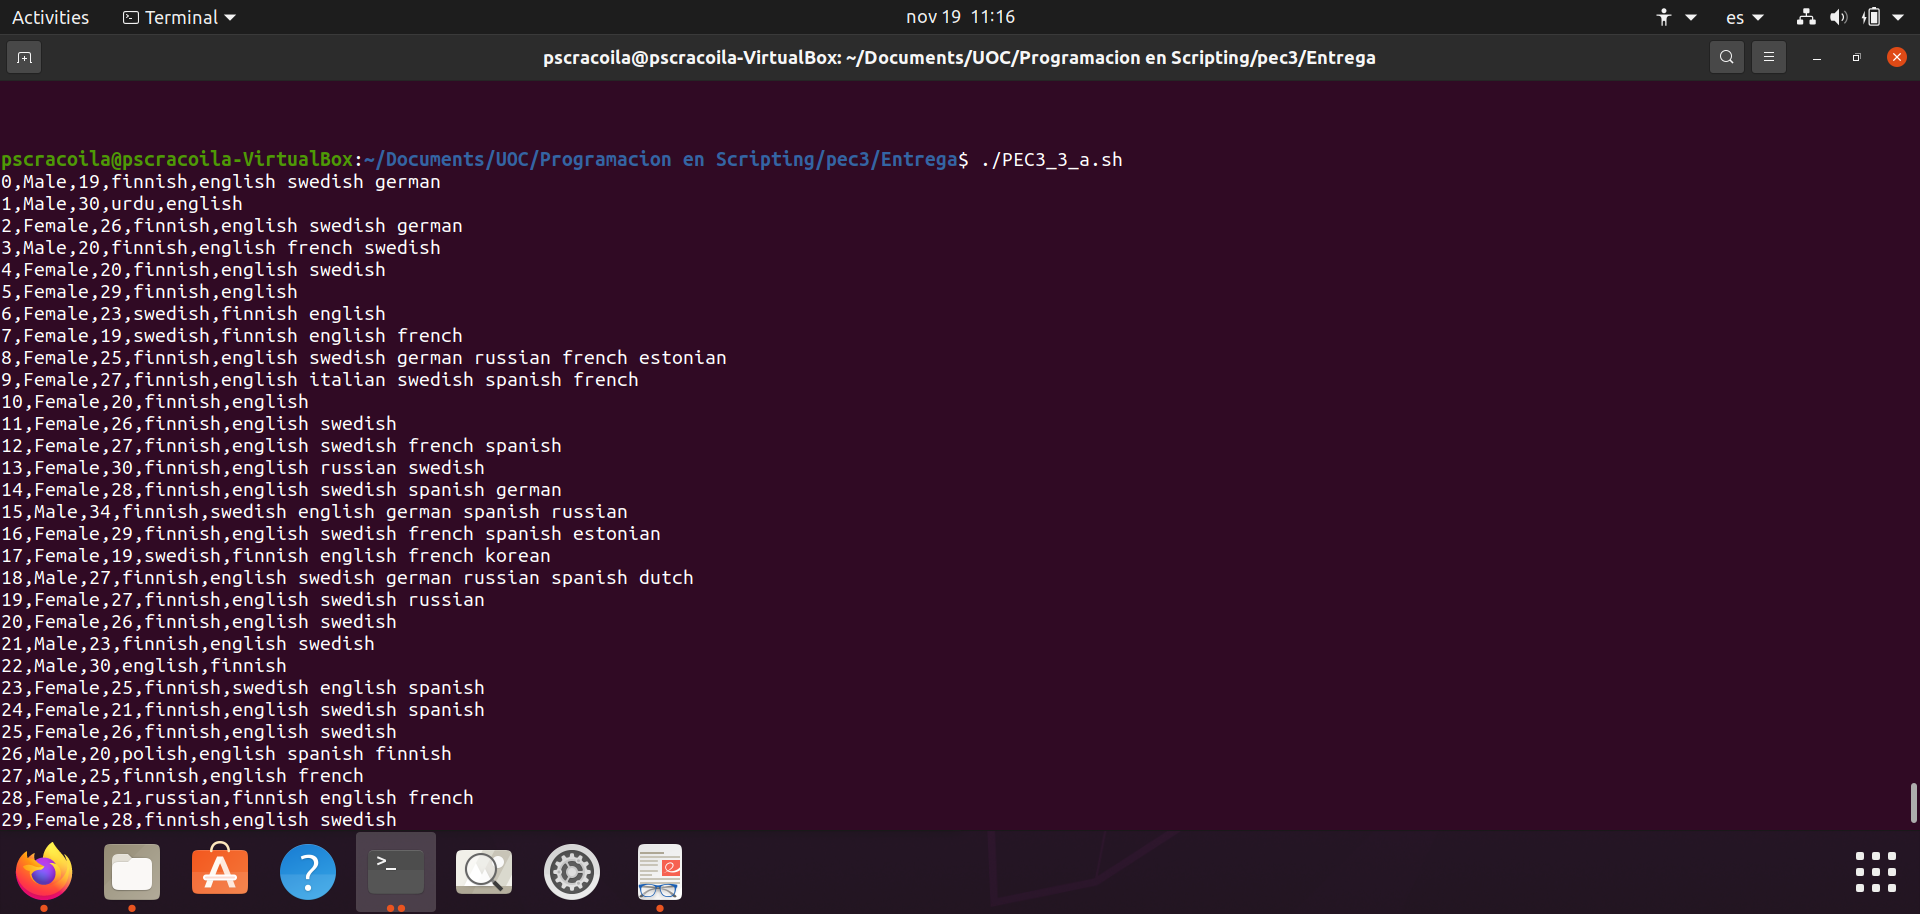 Activities
Terminal
nov 19 11:16
es
pscracoila@pscracoila-VirtualBox: ~/Documents/UOC/Programacion en Scripting/pec3/Entrega
pscracoila@pscracoila-VirtualBox:~/Documents/UOC/Programacion en Scripting/pec3/Entrega$ ./PEC3_3_a.sh
0,Male,19,finnish,english swedish german
1,Male,30,urdu,english
2,Female,26,finnish,english swedish german
3,Male,20,finnish,english french swedish
4,Female,20,finnish,english swedish
5,Female,29,finnish,english
6,Female,23,swedish,finnish english
7,Female,19,swedish,finnish english french
8,Female,25,finnish,english swedish german russian french estonian
9,Female,27,finnish,english italian swedish spanish french
10,Female,20,finnish,english
11,Female,26,finnish,english swedish
12,Female,27,finnish,english swedish french spanish
13,Female,30,finnish,english russian swedish
14,Female,28,finnish,english swedish spanish german
15,Male,34,finnish,swedish english german spanish russian
16,Female,29,finnish,english swedish french spanish estonian
17,Female,19,swedish,finnish english french korean
18,Male,27,finnish,english swedish german russian spanish dutch
19,Female,27,finnish,english swedish russian
20,Female,26,finnish,english swedish
21,Male,23,finnish,english swedish
22,Male,30,english,finnish
23,Female,25,finnish,swedish english spanish
24,Female,21,finnish,english swedish spanish
25,Female,26,finnish,english swedish
26,Male,20,polish,english spanish finnish
27,Male,25,finnish,english french
28,Female,21,russian,finnish english french
29,Female,28,finnish,english swedish